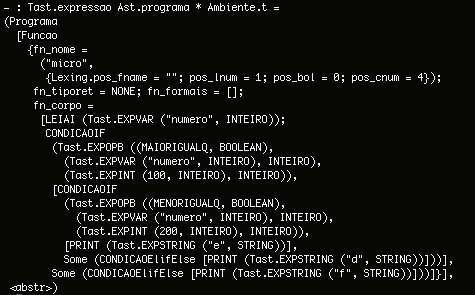 - : Tast.expressao Ast.programa * Ambiente.t =
(Programa
[Funcao
{fn_nome =
("micro",
{Lexing.pos_fname = ""; pos_lnum = 1; pos_bol = 0; pos_cnum = 4});
fn_tiporet = NONE; fn_formais = [];
fn_corpo =
[LEIAI (Tast.EXPVAR ("numero", INTEIRO));
CONDICAOIF
(Tast.EXPOPB ((MAIORIGUALQ, BOOLEAN),
(Tast.EXPVAR ("numero", INTEIRO), INTEIRO),
(Tast.EXPINT (100, INTEIRO), INTEIRO)),
[CONDICAOIF
(Tast.EXPOPB ((MENORIGUALQ, BOOLEAN),
(Tast.EXPVAR ("numero", INTEIRO), INTEIRO),
(Tast.EXPINT (200, INTEIRO), INTEIRO)),
[PRINT (Tast.EXPSTRING ("e", STRING))],
Some (CONDICAOElifElse [PRINT (Tast.EXPSTRING ("d", STRING))]))],
Some (CONDICAOElifElse [PRINT (Tast.EXPSTRING ("f", STRING))]))]}],
<abstr>)